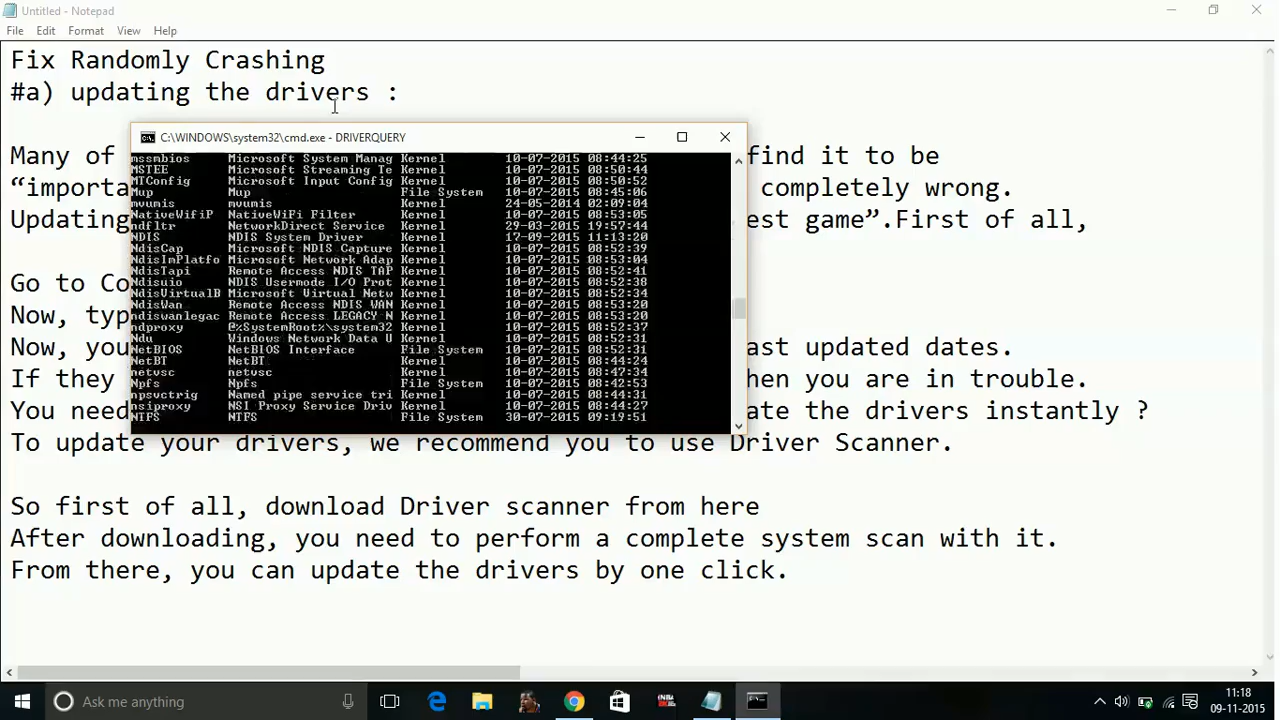 Untitled - Notepad
File Edit Format View Help
Fix Randomly Crashing
#a) updating the drivers :
C:\WINDOWS\system32\cmd.exe - DRIVERQUERY
Many of find it to be
“importa completely wrong.
Updating est game”.First of all,
Go to Co
Now, typ
Now, you ast updated dates.
If they hen you are in trouble.
You need ate the drivers instantly ?
To update your drivers, we recommend you to use Driver Scanner.
mssmbios Microsoft System Manag Kernel 10-07-2015 08:44:25
MSTEE Microsoft Streaming Te Kernel 10-07-2015 08:50:44
MTConfig Microsoft Input Config Kernel 10-07-2015 08:50:52
Mup Mup File System 10-07-2015 08:45:06
mvumis mvumis Kernel 24-05-2014 02:09:04
NativeWifiP NativeWiFi Filter Kernel 10-07-2015 08:53:05
ndfltr NetworkDirect Service Kernel 29-03-2015 19:57:44
NDIS NDIS System Driver Kernel 17-09-2015 11:13:20
NdisCap Microsoft NDIS Capture Kernel 10-07-2015 08:52:39
NdisImPlatfo Microsoft Network Adap Kernel 10-07-2015 08:53:04
NdisTapi Remote Access NDIS TAP Kernel 10-07-2015 08:52:41
Ndisuio NDIS Usermode I/O Prot Kernel 10-07-2015 08:52:38
NdisVirtualB Microsoft Virtual Netw Kernel 10-07-2015 08:52:34
NdisWan Remote Access NDIS WAN Kernel 10-07-2015 08:53:20
ndiswanlegac Remote Access LEGACY N Kernel 10-07-2015 08:53:20
ndproxy @%SystemRoot%\system32 Kernel 10-07-2015 08:52:37
Ndu Windows Network Data U Kernel 10-07-2015 08:52:31
NetBIOS NetBIOS Interface File System 10-07-2015 08:52:31
NetBT NetBT Kernel 10-07-2015 08:44:24
netvsc netvsc Kernel 10-07-2015 08:47:34
Npfs Npfs File System 10-07-2015 08:42:53
npsvctrig Named pipe service tri Kernel 10-07-2015 08:44:31
nsiproxy NSI Proxy Service Driv Kernel 10-07-2015 08:44:27
NTFS NTFS File System 30-07-2015 09:19:51
So first of all, download Driver scanner from here
After downloading, you need to perform a complete system scan with it.
From there, you can update the drivers by one click.
Ask me anything
11:18
09-11-2015